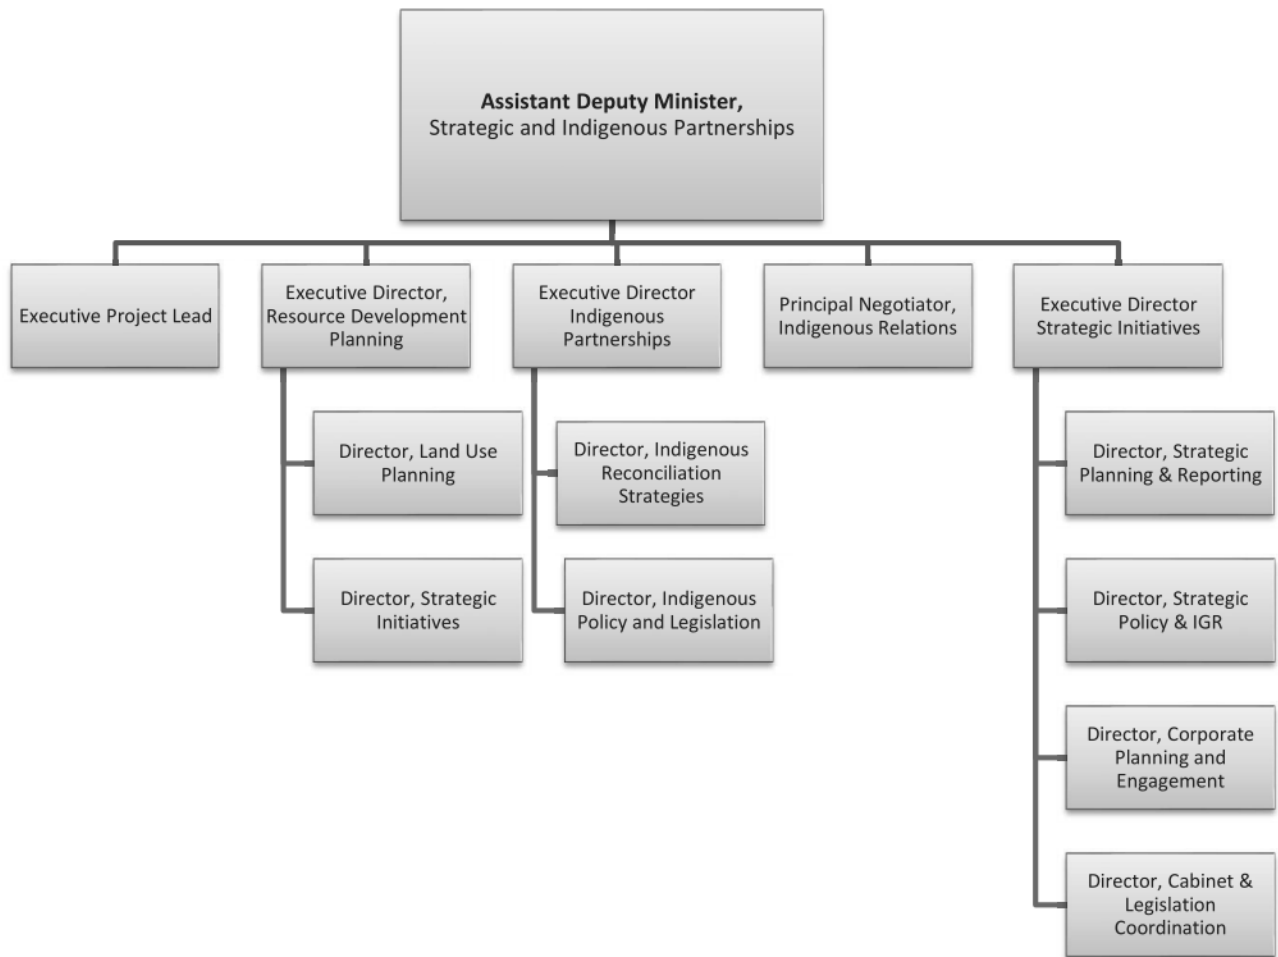 Assistant Deputy Minister,
Strategic and Indigenous Partnerships
Executive Project Lead
Executive Director,
Resource Development
Planning
Executive Director
Indigenous
Partnerships
Principal Negotiator,
Indigenous Relations
Executive Director
Strategic Initiatives
Director, Land Use
Planning
Director, Strategic
Initiatives
Director, Indigenous
Reconciliation
Strategies
Director, Indigenous
Policy and Legislation
Director, Strategic
Planning & Reporting
Director, Strategic
Policy & IGR
Director, Corporate
Planning and
Engagement
Director, Cabinet &
Legislation
Coordination